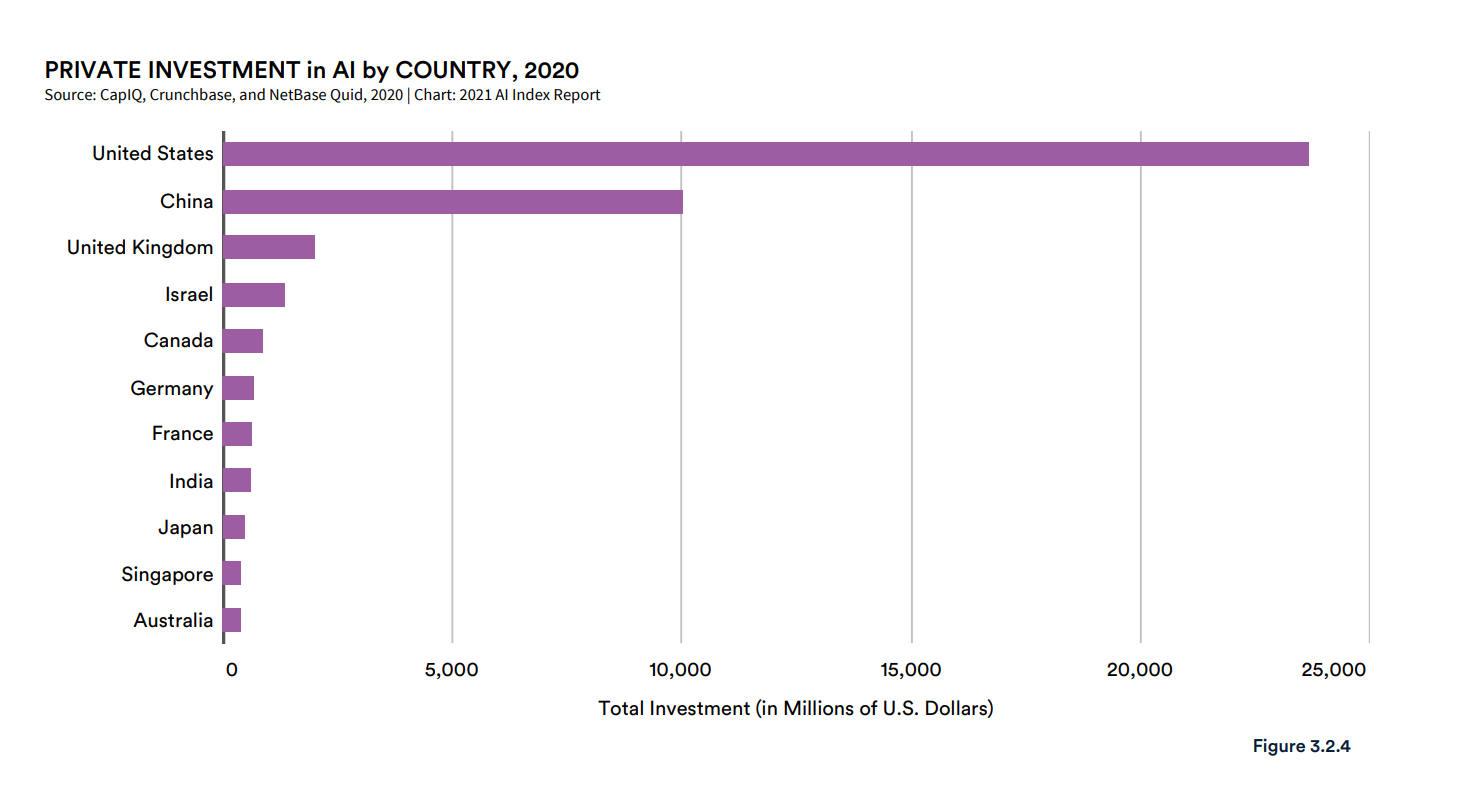 PRIVATE INVESTMENT in AI by COUNTRY, 2020
Source: CapIQ, Crunchbase, and NetBase Quid, 2020 | Chart: 2021 AI Index Report
United States
China
United Kingdom
Israel
Canada
Germany
France
India
Japan
Singapore
Australia
0 5,000 10,000 15,000 20,000 25,000
Total Investment (in Millions of U.S. Dollars)
Figure 3.2.4